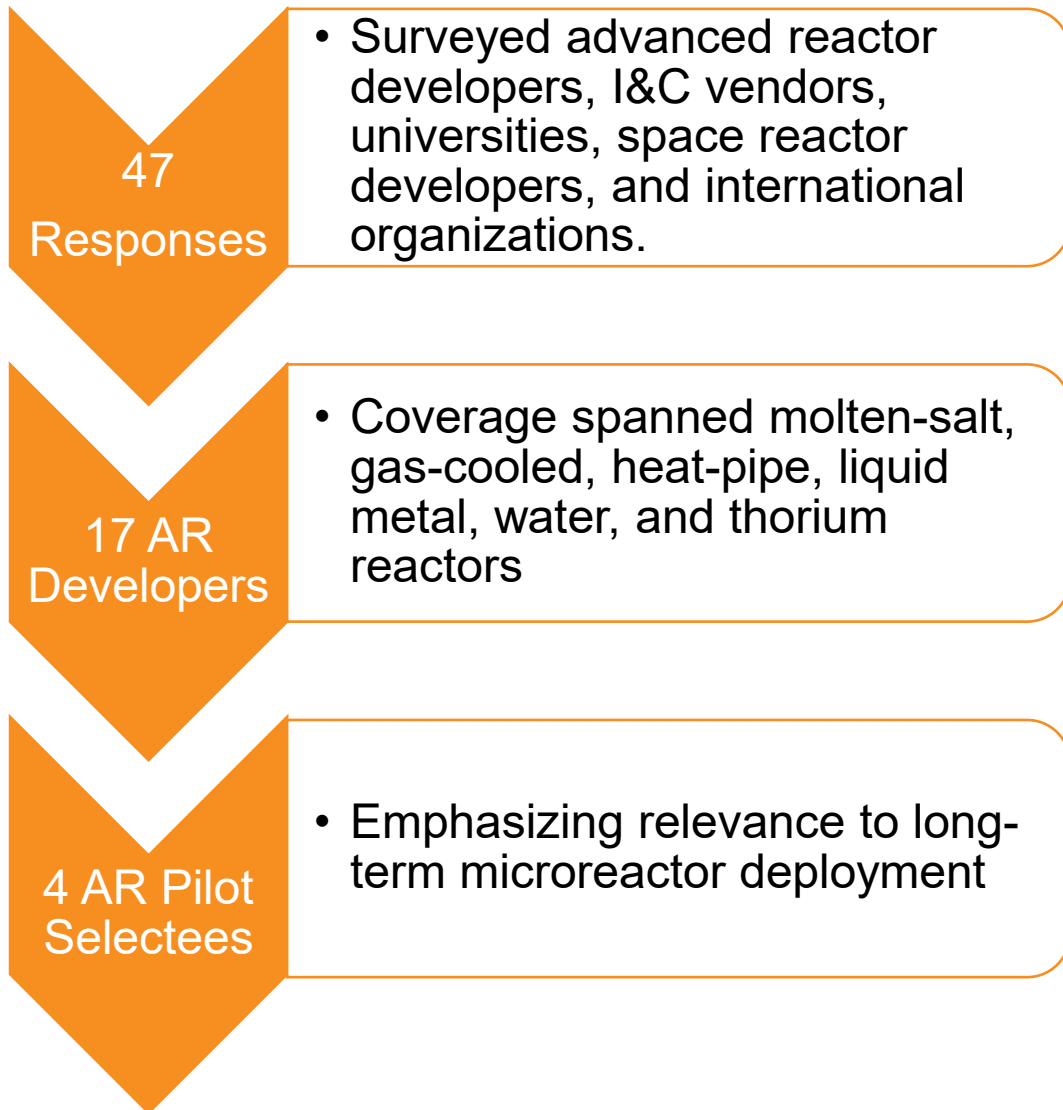 47
Responses
• Surveyed advanced reactor
developers, I&C vendors,
universities, space reactor
developers, and international
organizations.
17 AR
Developers
• Coverage spanned molten-salt,
gas-cooled, heat-pipe, liquid
metal, water, and thorium
reactors
4 AR Pilot
Selectees
• Emphasizing relevance to long-
term microreactor deployment